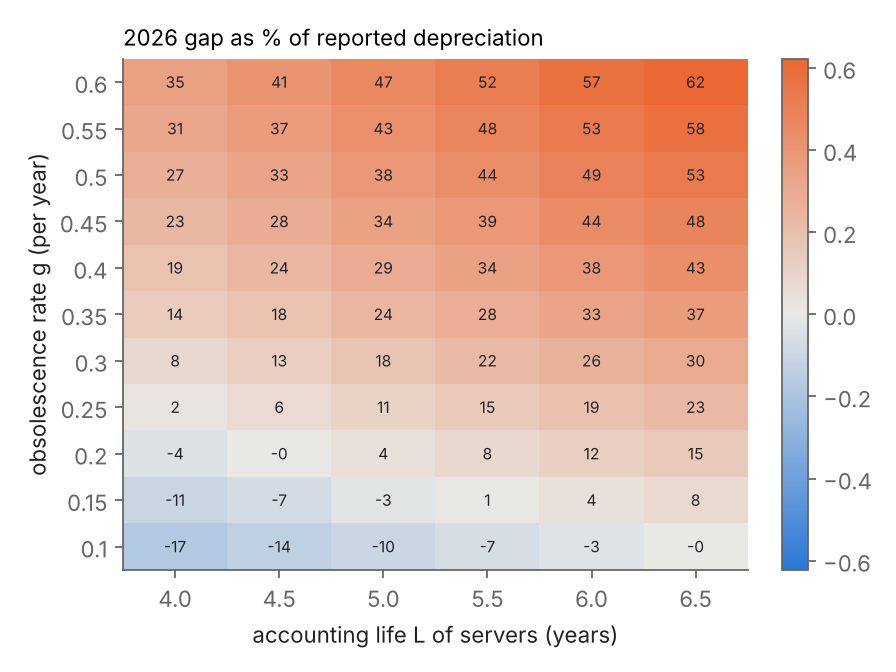 2026 gap as % of reported depreciation
0.6 35 41 47 52 57 62
0.55 31 37 43 48 53 58
0.5 27 33 38 44 49 53
0.45 23 28 34 39 44 48
0.4 19 24 29 34 38 43
0.35 14 18 24 28 33 37
0.3 8 13 18 22 26 30
0.25 2 6 11 15 19 23
0.2 -4 -0 4 8 12 15
0.15 -11 -7 -3 1 4 8
0.1 -17 -14 -10 -7 -3 -0
4.0 4.5 5.0 5.5 6.0 6.5
accounting life L of servers (years)
obsolescence rate g (per year)
0.6
0.4
0.2
0.0
−0.2
−0.4
−0.6